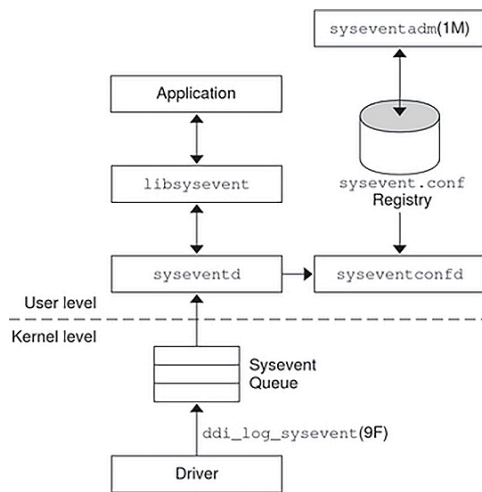 syseventadm(1M)
Application
libsysevent
sysevent.conf
Registry
syseventd
syseventconfd
User level
Kernel level
Sysevent
Queue
ddi_log_sysevent(9F)
Driver